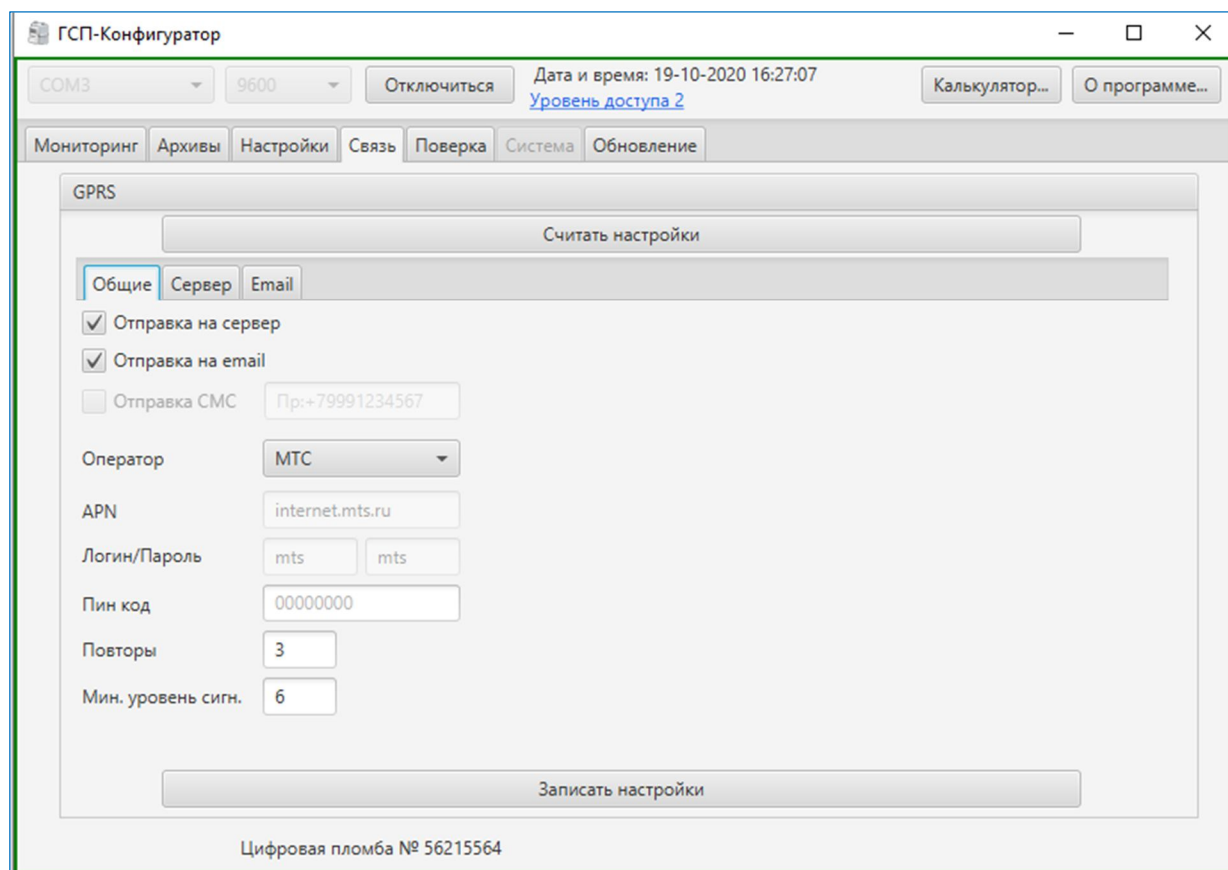 ГСП-Конфигуратор
COM3 9600 Отключиться Дата и время: 19-10-2020 16:27:07 Калькулятор... О программе...
Уровень доступа 2
Мониторинг Архивы Настройки Связь Поверка Система Обновление
GPRS
Считать настройки
Общие Сервер Email
Отправка на сервер
Отправка на email
Отправка СМС Пр:+79991234567
Оператор МТС
APN internet.mts.ru
Логин/Пароль mts mts
Пин код 00000000
Повторы 3
Мин. уровень сигн. 6
Записать настройки
Цифровая пломба № 56215564